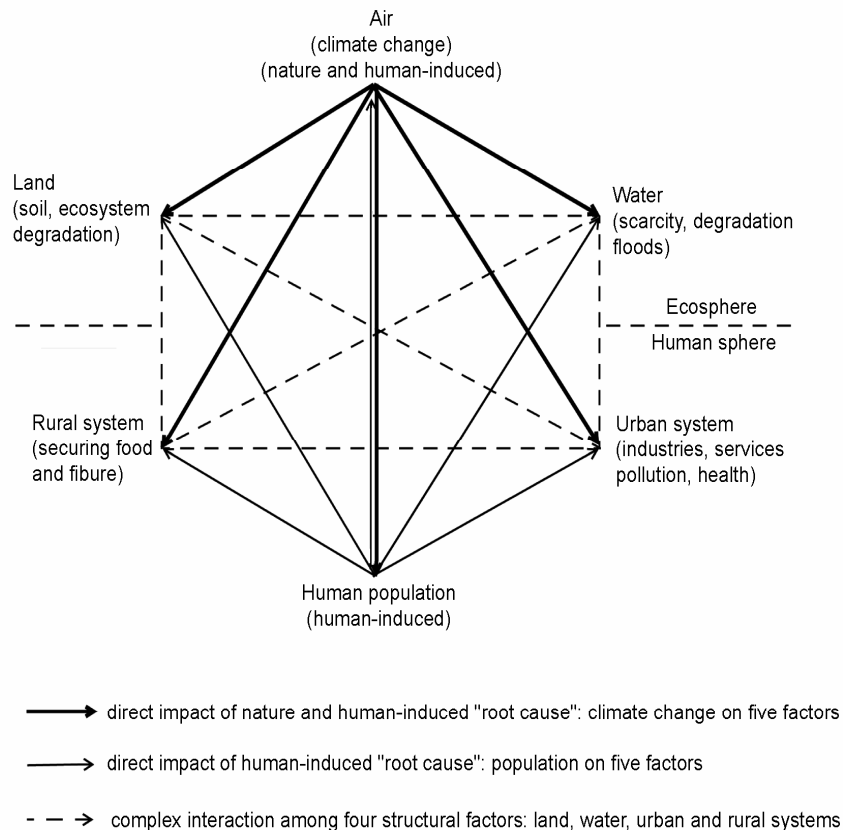 Air
(climate change)
(nature and human-induced)
Land
(soil, ecosystem
degradation)
Water
(scarcity, degradation
floods)
Ecosphere
Human sphere
Rural system
(securing food
and fibure)
Urban system
(industries, services
pollution, health)
Human population
(human-induced)
direct impact of nature and human-induced "root cause": climate change on five factors
direct impact of human-induced "root cause": population on five factors
complex interaction among four structural factors: land, water, urban and rural systems